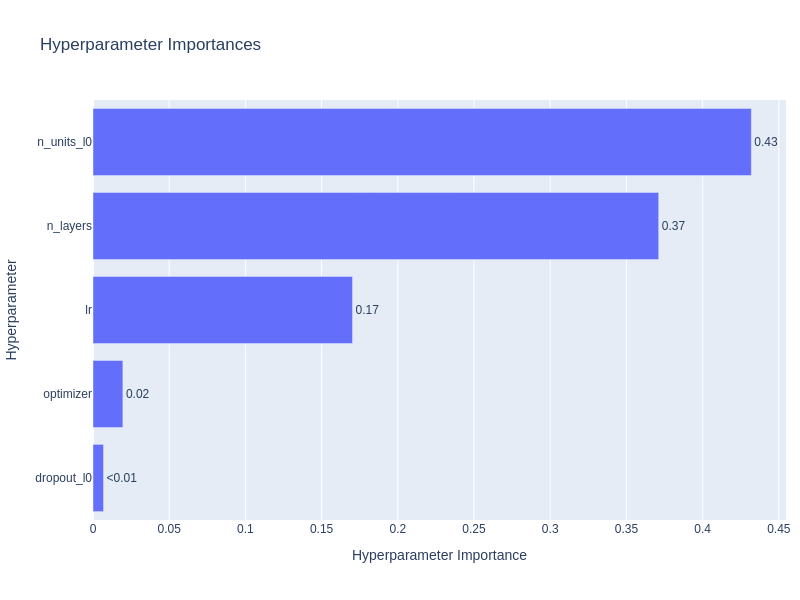 Hyperparameter Importances
n_units_l0
0.43
n_layers
0.37
lr
0.17
optimizer
0.02
dropout_l0
<0.01
0 0.05 0.1 0.15 0.2 0.25 0.3 0.35 0.4 0.45
Hyperparameter Importance
Hyperparameter